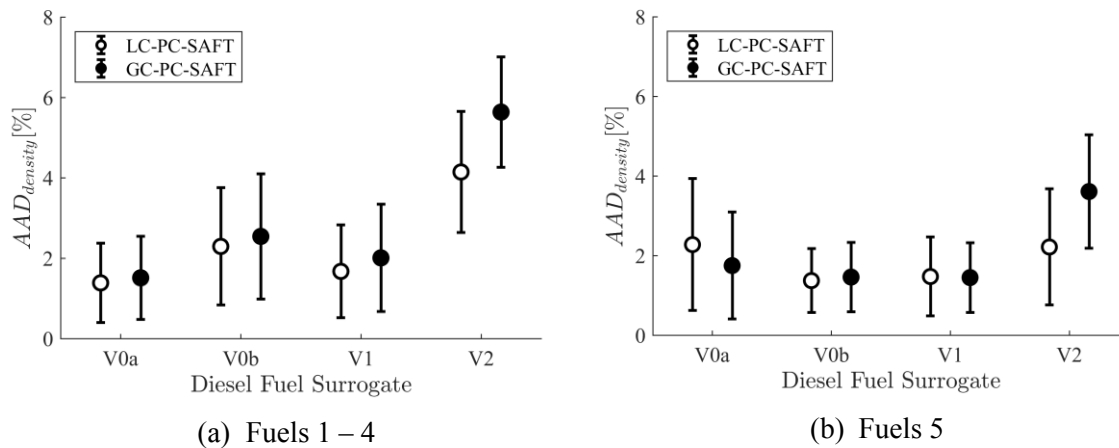 8
6
4
2
0
AAD_density[%]
LC-PC-SAFT
GC-PC-SAFT
V0a V0b V1 V2
Diesel Fuel Surrogate
(a) Fuels 1 – 4
8
6
4
2
0
AAD_density[%]
LC-PC-SAFT
GC-PC-SAFT
V0a V0b V1 V2
Diesel Fuel Surrogate
(b) Fuels 5